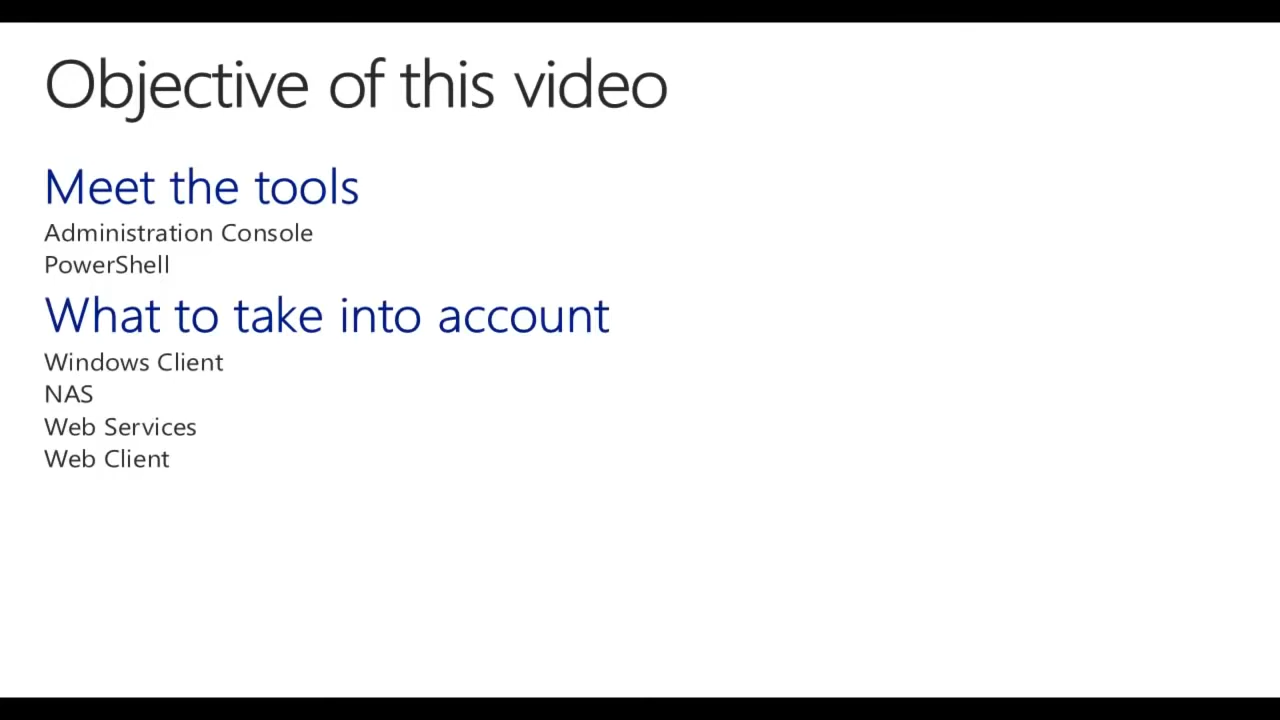 Objective of this video
Meet the tools
Administration Console
PowerShell
What to take into account
Windows Client
NAS
Web Services
Web Client